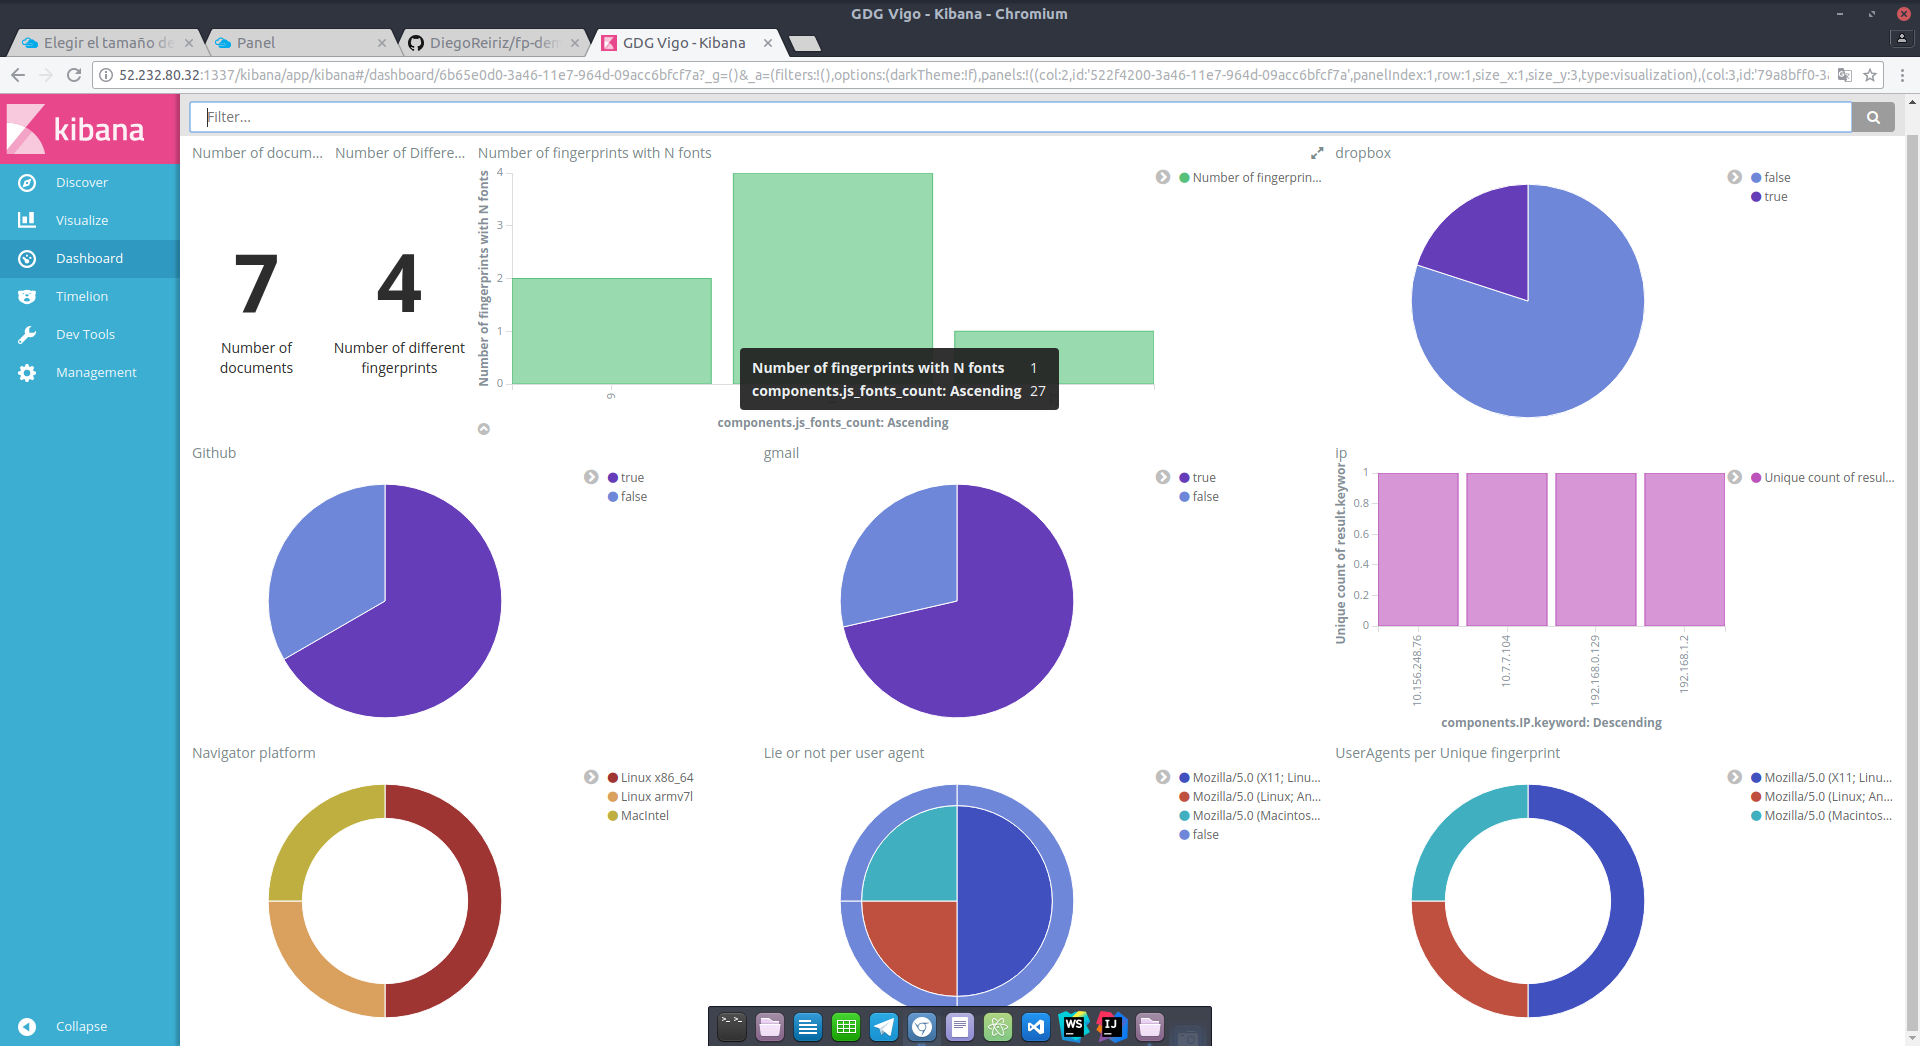 GDG Vigo - Kibana - Chromium
Elegir el tamaño de
Panel
DiegoReiriz/fp-den
GDG Vigo - Kibana
52.232.80.32:1337/kibana/app/kibana#/dashboard/6b65e0d0-3a46-11e7-964d-09acc6bfcf7a?_g=()&_a=(filters:!(),options:(darkTheme:!f),panels:!((col:2,id:'522f4200-3a46-11e7-964d-09acc6bfcf7a',panelIndex:1,row:1,size_x:1,size_y:3,type:visualization),(col:3,id:'79a8bff0-3a
kibana
Discover
Visualize
Dashboard
Timelion
Dev Tools
Management
Collapse
Filter...
Number of docum...
7
Number of
documents
Number of Differe...
4
Number of different
fingerprints
Number of fingerprints with N fonts
Number of fingerprints with N fonts
4
3
2
1
0
9
components.js_fonts_count: Ascending
Number of fingerprin...
Number of fingerprints with N fonts 1
components.js_fonts_count: Ascending 27
dropbox
false
true
Github
true
false
gmail
true
false
ip
Unique count of result.keywor
1
0.8
0.6
0.4
0.2
0
10.156.248.76
10.7.7.104
192.168.0.129
192.168.1.2
components.IP.keyword: Descending
Unique count of resul...
Navigator platform
Linux x86_64
Linux armv7l
MacIntel
Lie or not per user agent
Mozilla/5.0 (X11; Linu...
Mozilla/5.0 (Linux; An...
Mozilla/5.0 (Macintos...
false
UserAgents per Unique fingerprint
Mozilla/5.0 (X11; Linu...
Mozilla/5.0 (Linux; An...
Mozilla/5.0 (Macintos...
WS
IJ